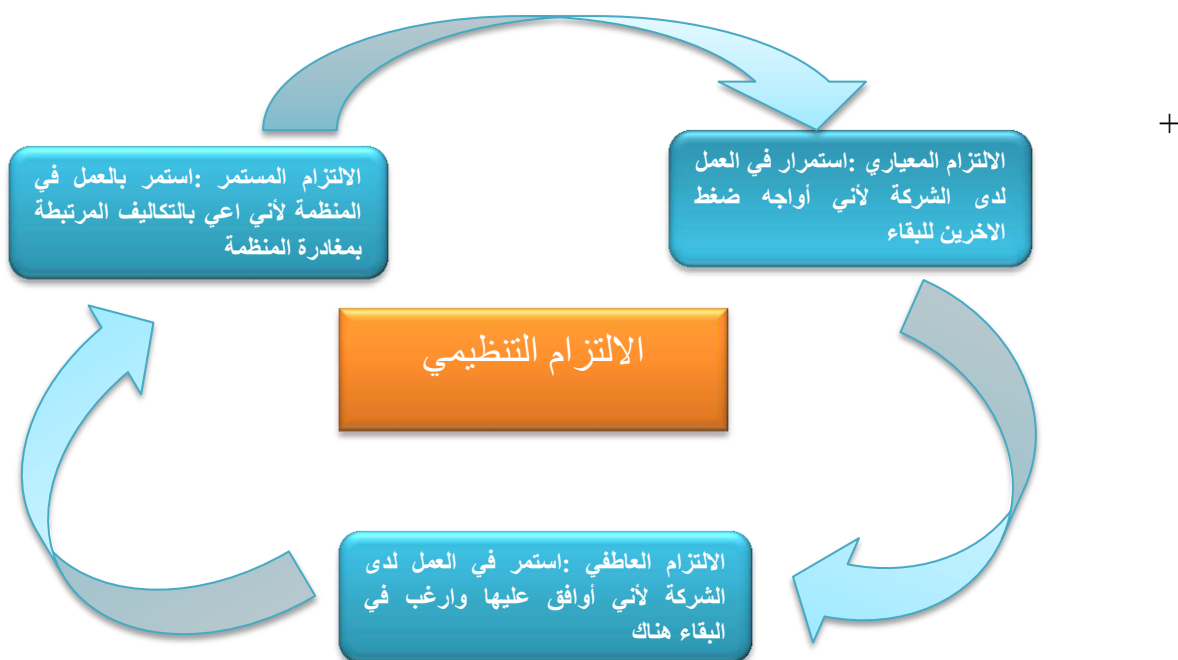 +
الالتزام المعياري :استمرار في العمل
لدى الشركة لأني أواجه ضغط
الاخرين للبقاء
الالتزام المستمر :استمر بالعمل في
المنظمة لأني اعي بالتكاليف المرتبطة
بمغادرة المنظمة
الالتزام التنظيمي
الالتزام العاطفي :استمر في العمل لدى
الشركة لأني أوافق عليها وارغب في
البقاء هناك